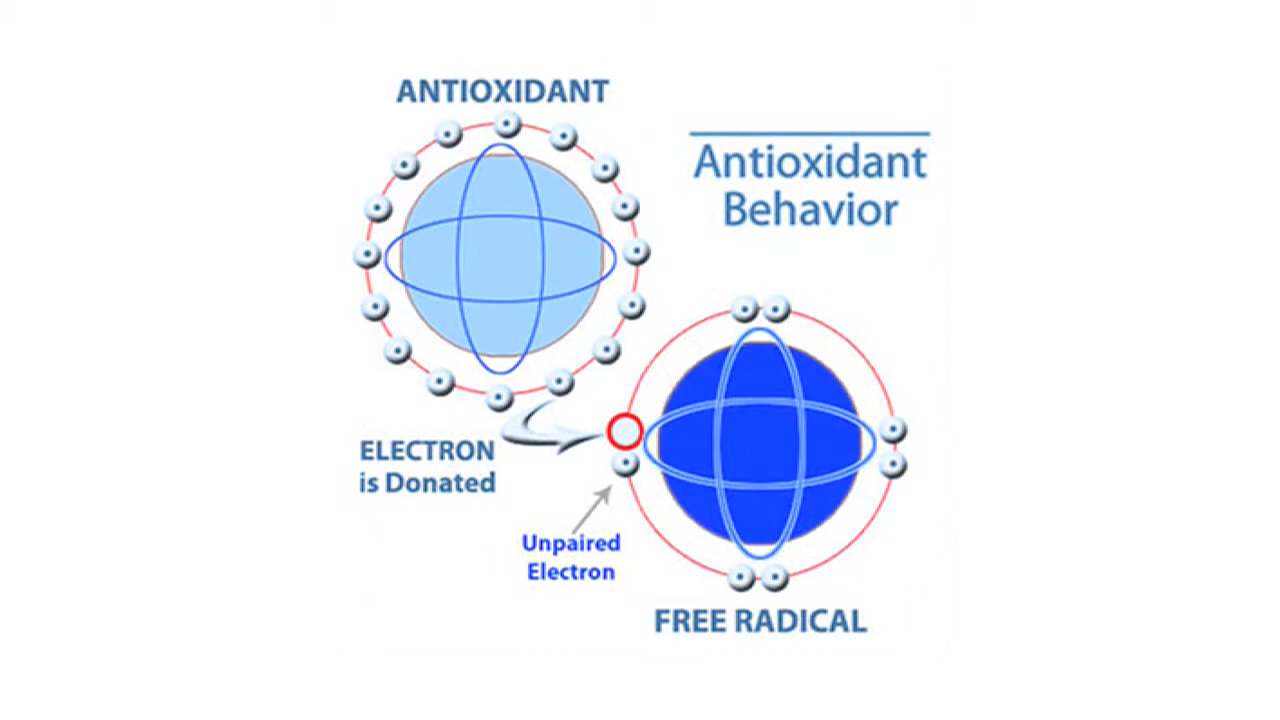 ANTIOXIDANT
Antioxidant
Behavior
ELECTRON
is Donated
Unpaired
Electron
FREE RADICAL